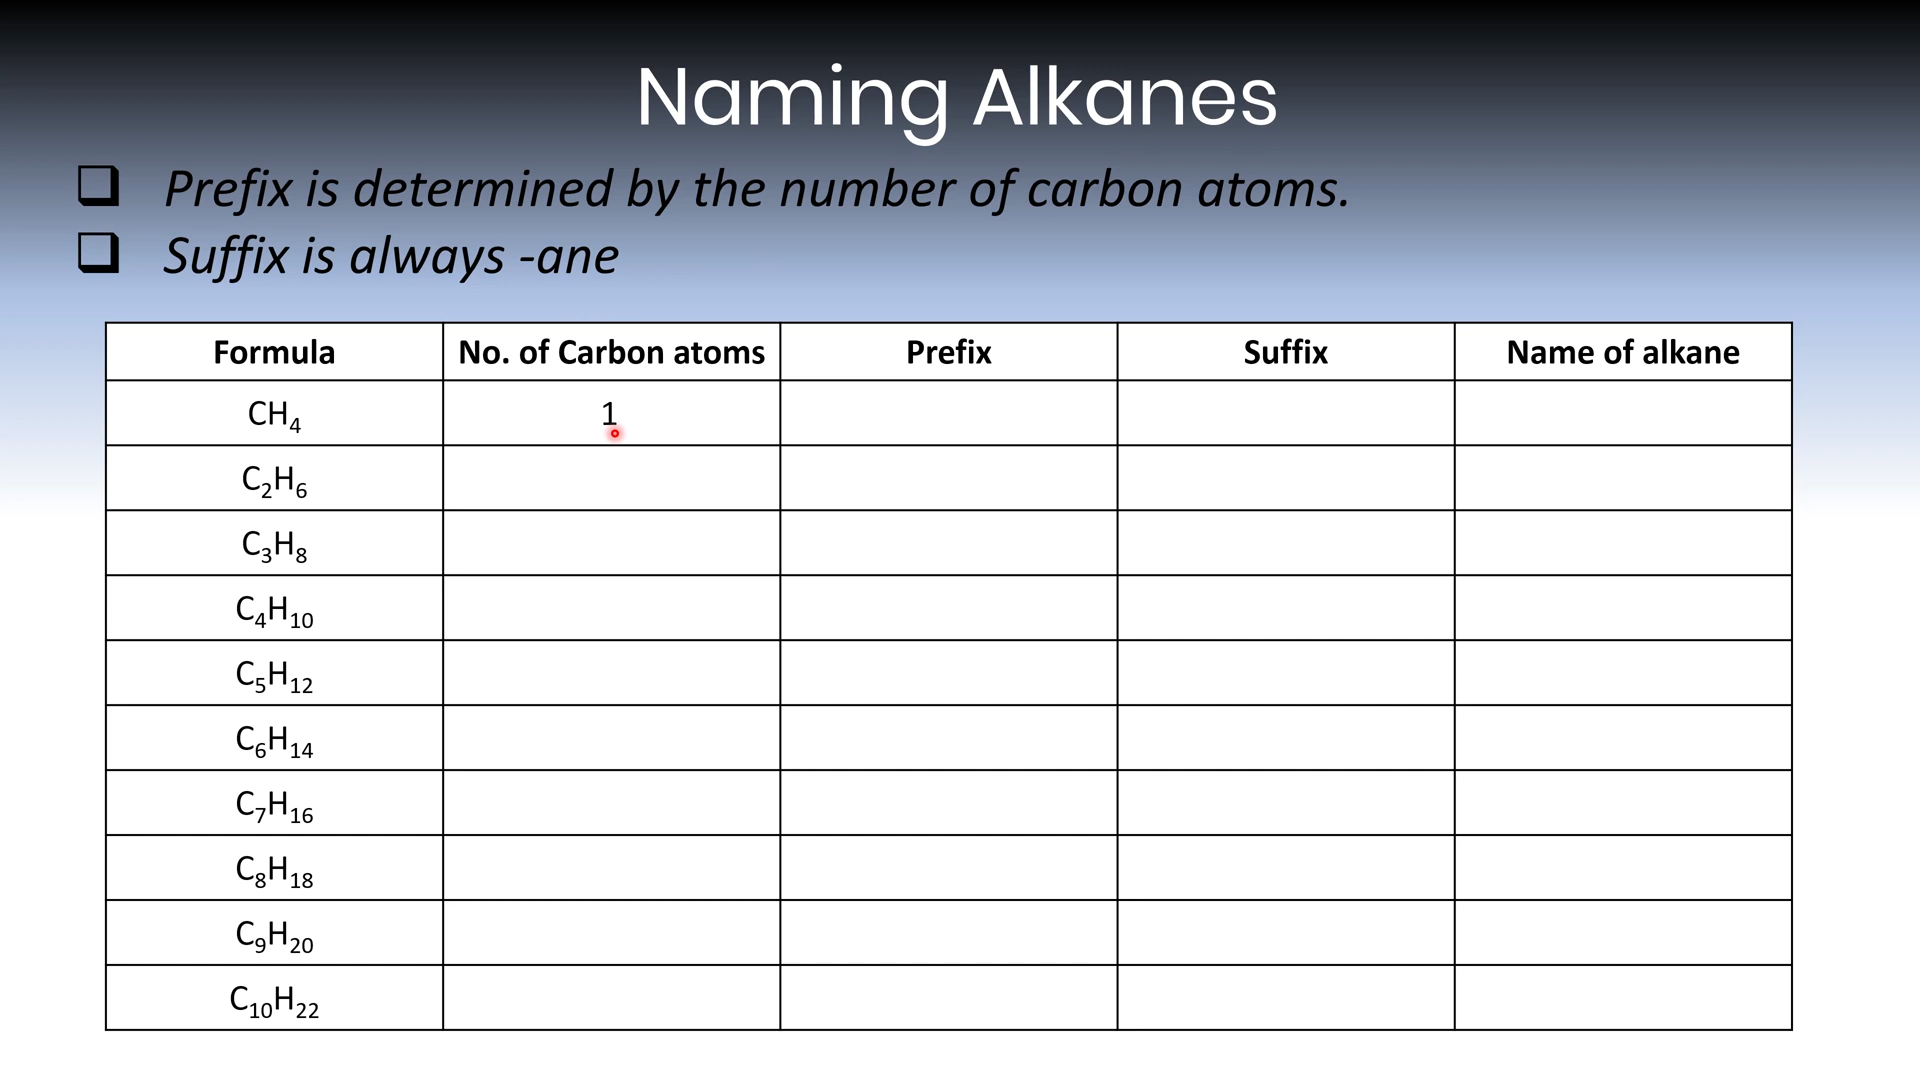 Naming Alkanes
Prefix is determined by the number of carbon atoms.
Suffix is always -ane
Formula No. of Carbon atoms Prefix Suffix Name of alkane
CH₄ 1
C₂H₆
C₃H₈
C₄H₁₀
C₅H₁₂
C₆H₁₄
C₇H₁₆
C₈H₁₈
C₉H₂₀
C₁₀H₂₂